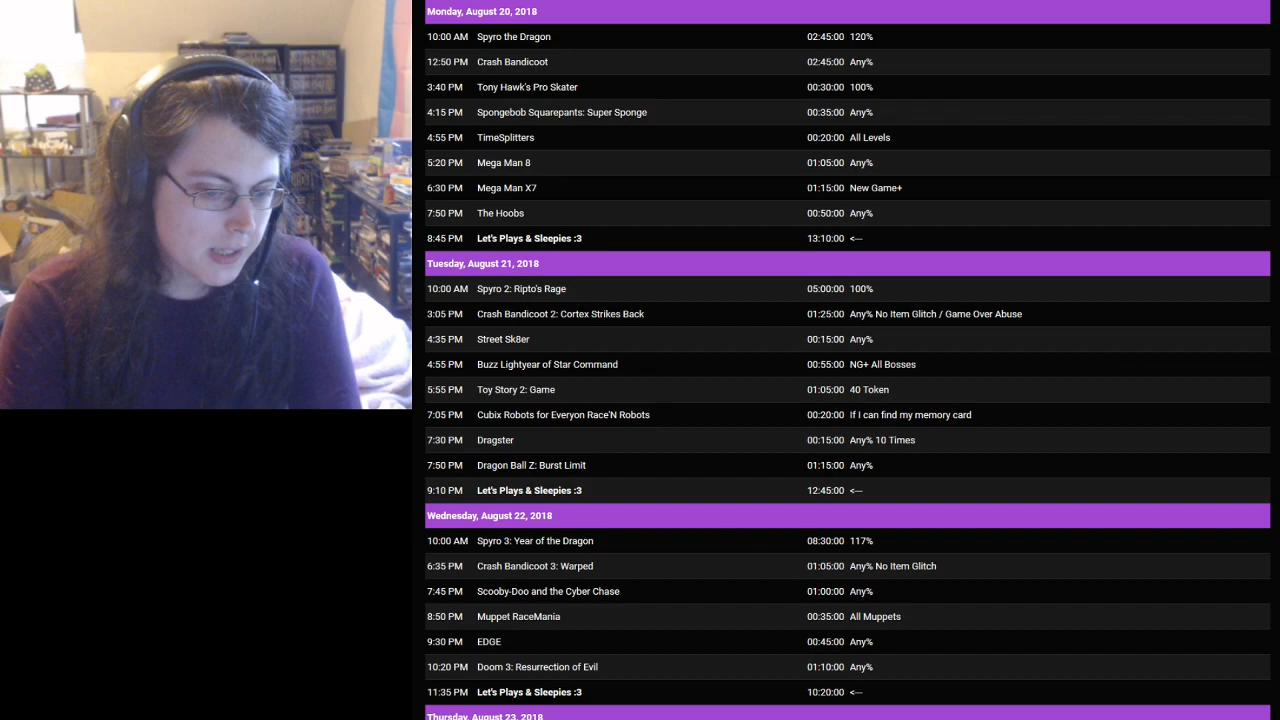 Monday, August 20, 2018
10:00 AM Spyro the Dragon 02:45:00 120%
12:50 PM Crash Bandicoot 02:45:00 Any%
3:40 PM Tony Hawk's Pro Skater 00:30:00 100%
4:15 PM Spongebob Squarepants: Super Sponge 00:35:00 Any%
4:55 PM TimeSplitters 00:20:00 All Levels
5:20 PM Mega Man 8 01:05:00 Any%
6:30 PM Mega Man X7 01:15:00 New Game+
7:50 PM The Hoobs 00:50:00 Any%
8:45 PM Let's Plays & Sleepies :3 13:10:00 <---
Tuesday, August 21, 2018
10:00 AM Spyro 2: Ripto's Rage 05:00:00 100%
3:05 PM Crash Bandicoot 2: Cortex Strikes Back 01:25:00 Any% No Item Glitch / Game Over Abuse
4:35 PM Street Sk8er 00:15:00 Any%
4:55 PM Buzz Lightyear of Star Command 00:55:00 NG+ All Bosses
5:55 PM Toy Story 2: Game 01:05:00 40 Token
7:05 PM Cubix Robots for Everyon Race'N Robots 00:20:00 If I can find my memory card
7:30 PM Dragster 00:15:00 Any% 10 Times
7:50 PM Dragon Ball Z: Burst Limit 01:15:00 Any%
9:10 PM Let's Plays & Sleepies :3 12:45:00 <---
Wednesday, August 22, 2018
10:00 AM Spyro 3: Year of the Dragon 08:30:00 117%
6:35 PM Crash Bandicoot 3: Warped 01:05:00 Any% No Item Glitch
7:45 PM Scooby-Doo and the Cyber Chase 01:00:00 Any%
8:50 PM Muppet RaceMania 00:35:00 All Muppets
9:30 PM EDGE 00:45:00 Any%
10:20 PM Doom 3: Resurrection of Evil 01:10:00 Any%
11:35 PM Let's Plays & Sleepies :3 10:20:00 <---
Thursday, August 23, 2018